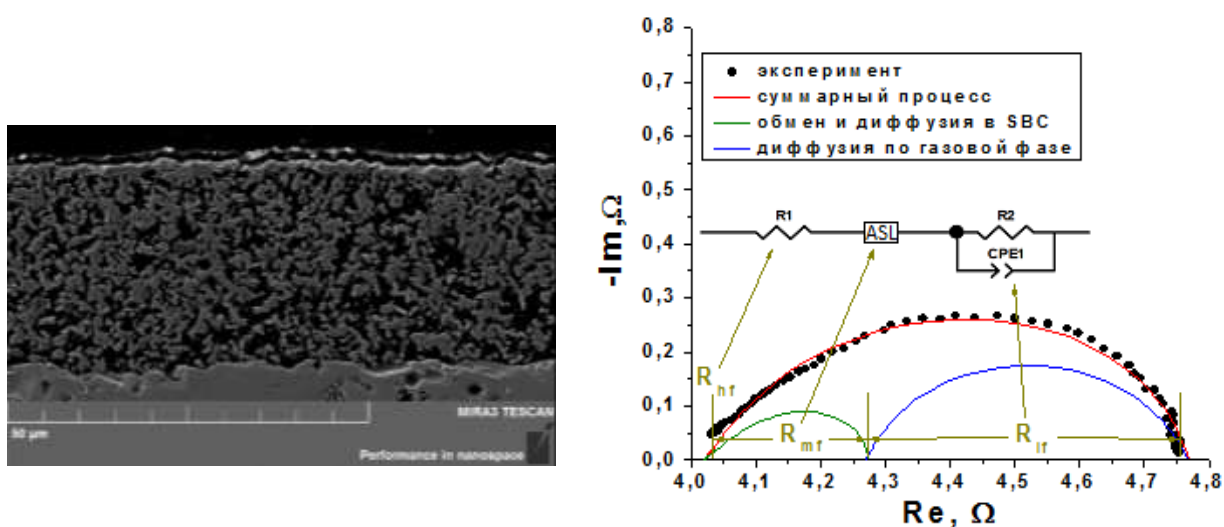 MIRA3 TESCAN
50 µm
Performance in nanospace
0,8
0,7
0,6
0,5
0,4
0,3
0,2
0,1
0,0
-Im,Ω
эксперимент
суммарный процесс
обмен и диффузия в SBC
диффузия по газовой фазе
R1
ASL
R2
CPE1
Rhf
Rmf
Rlf
4,0 4,1 4,2 4,3 4,4 4,5 4,6 4,7 4,8
Re, Ω